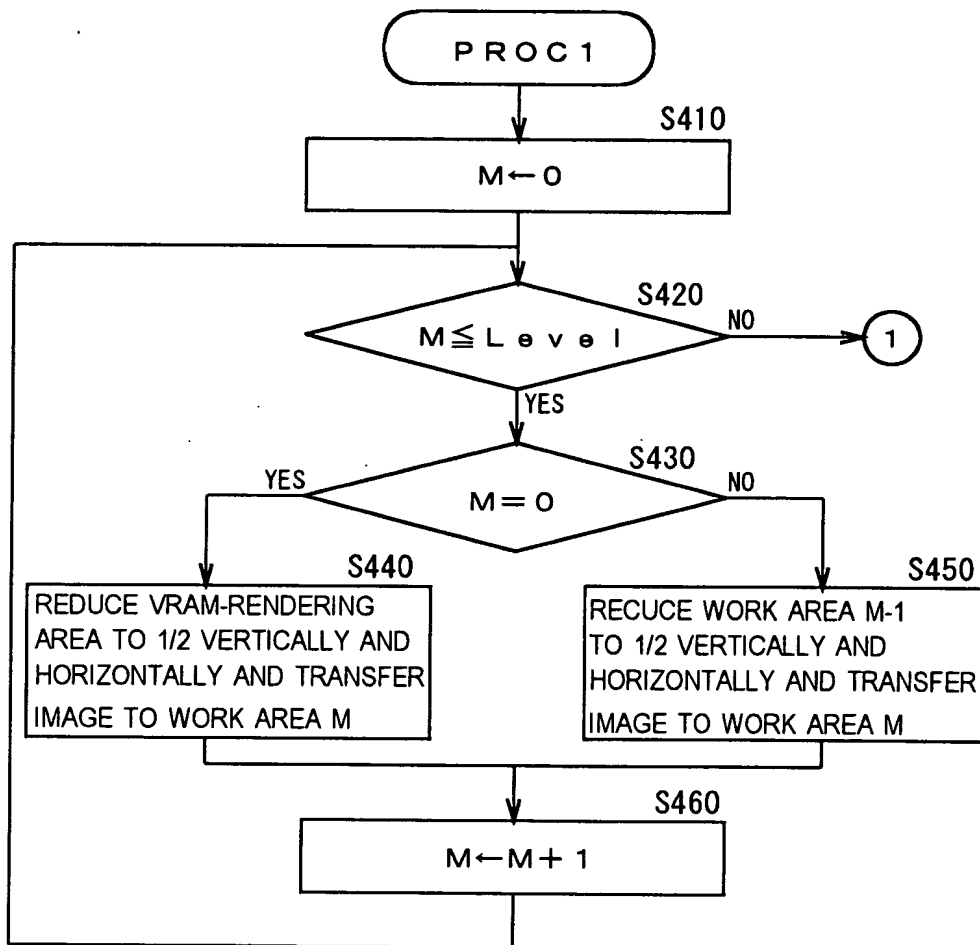 PROC1
S410
M←0
S420
M≦Level
NO
1
YES
S430
YES
M=0
NO
S440
REDUCE VRAM-RENDERING
AREA TO 1/2 VERTICALLY AND
HORIZONTALLY AND TRANSFER
IMAGE TO WORK AREA M
S450
RECUCE WORK AREA M-1
TO 1/2 VERTICALLY AND
HORIZONTALLY AND TRANSFER
IMAGE TO WORK AREA M
S460
M←M+1